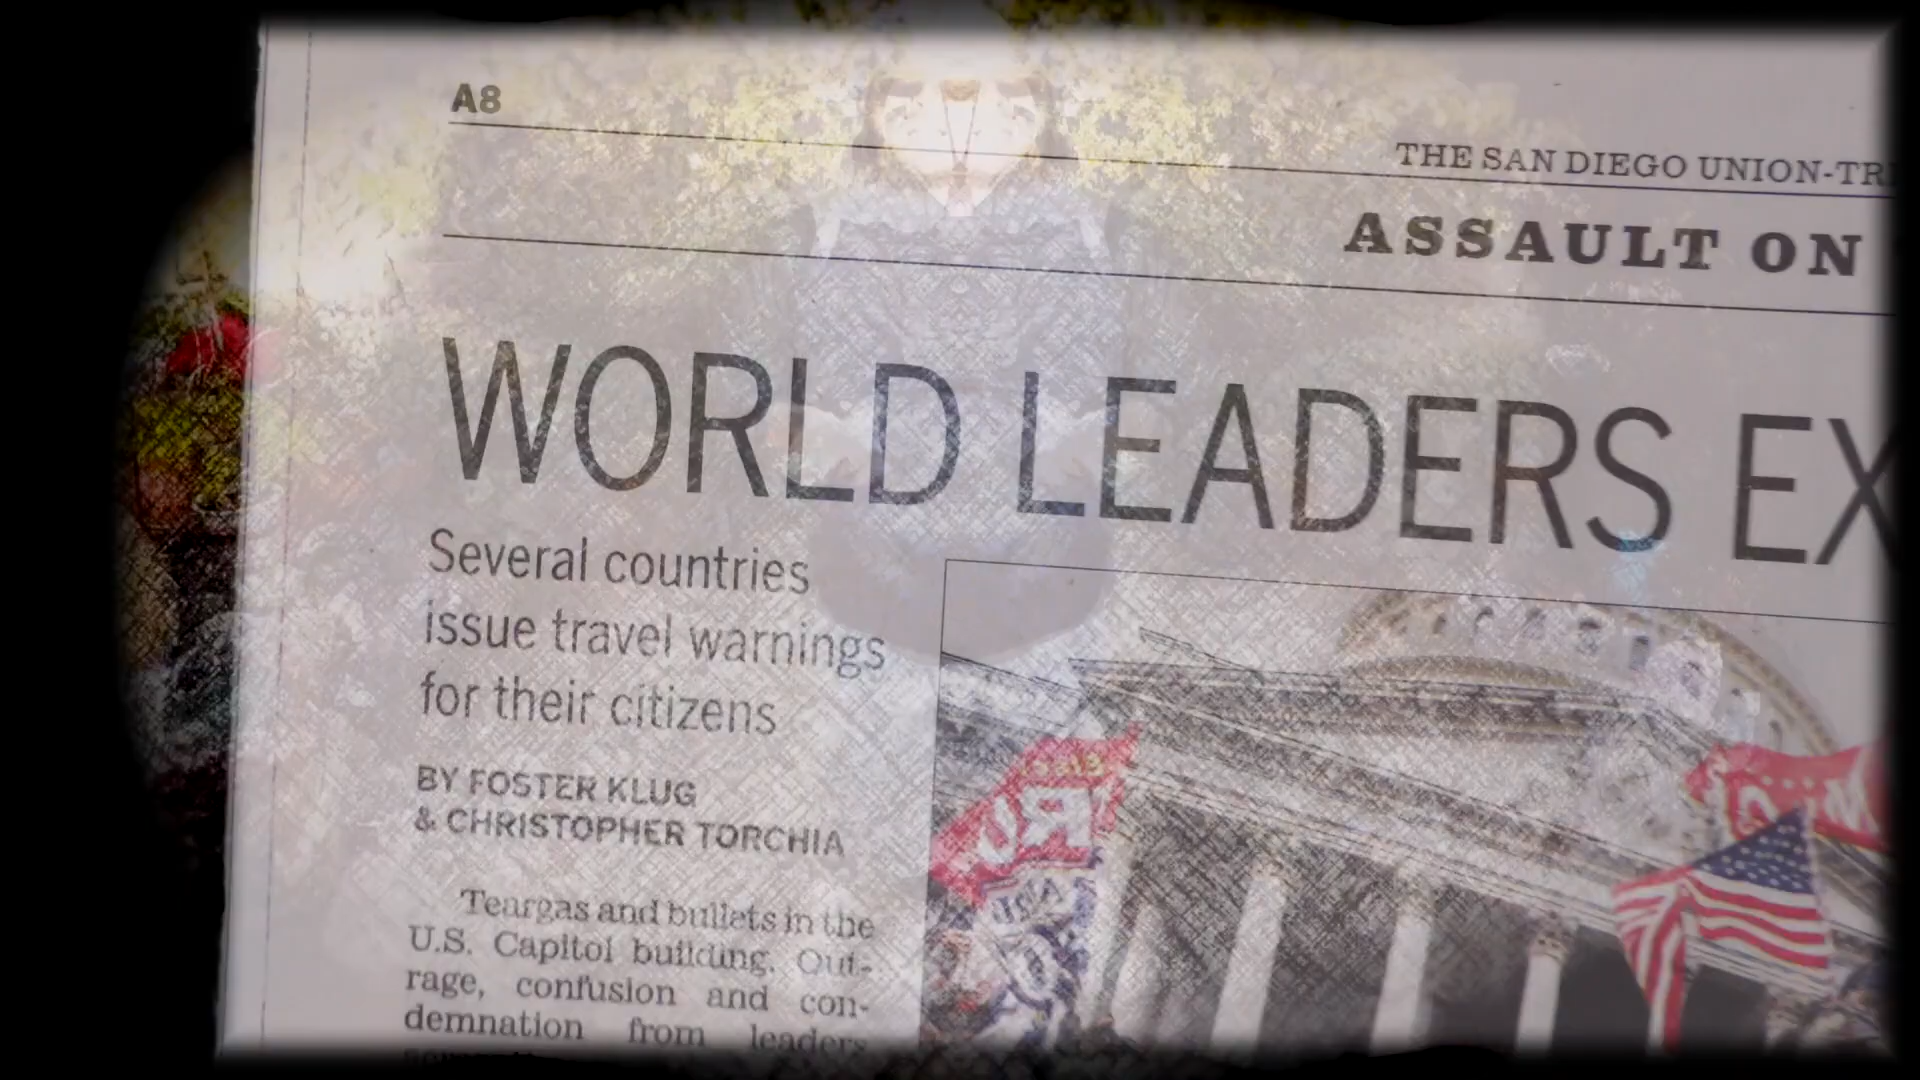 A8
THE SAN DIEGO UNION-TR
ASSAULT ON
WORLD LEADERS EX
Several countries
issue travel warnings
for their citizens
BY FOSTER KLUG
& CHRISTOPHER TORCHIA
Teargas and bullets in the
U.S. Capitol building. Out-
rage, confusion and con-
demnation from leaders